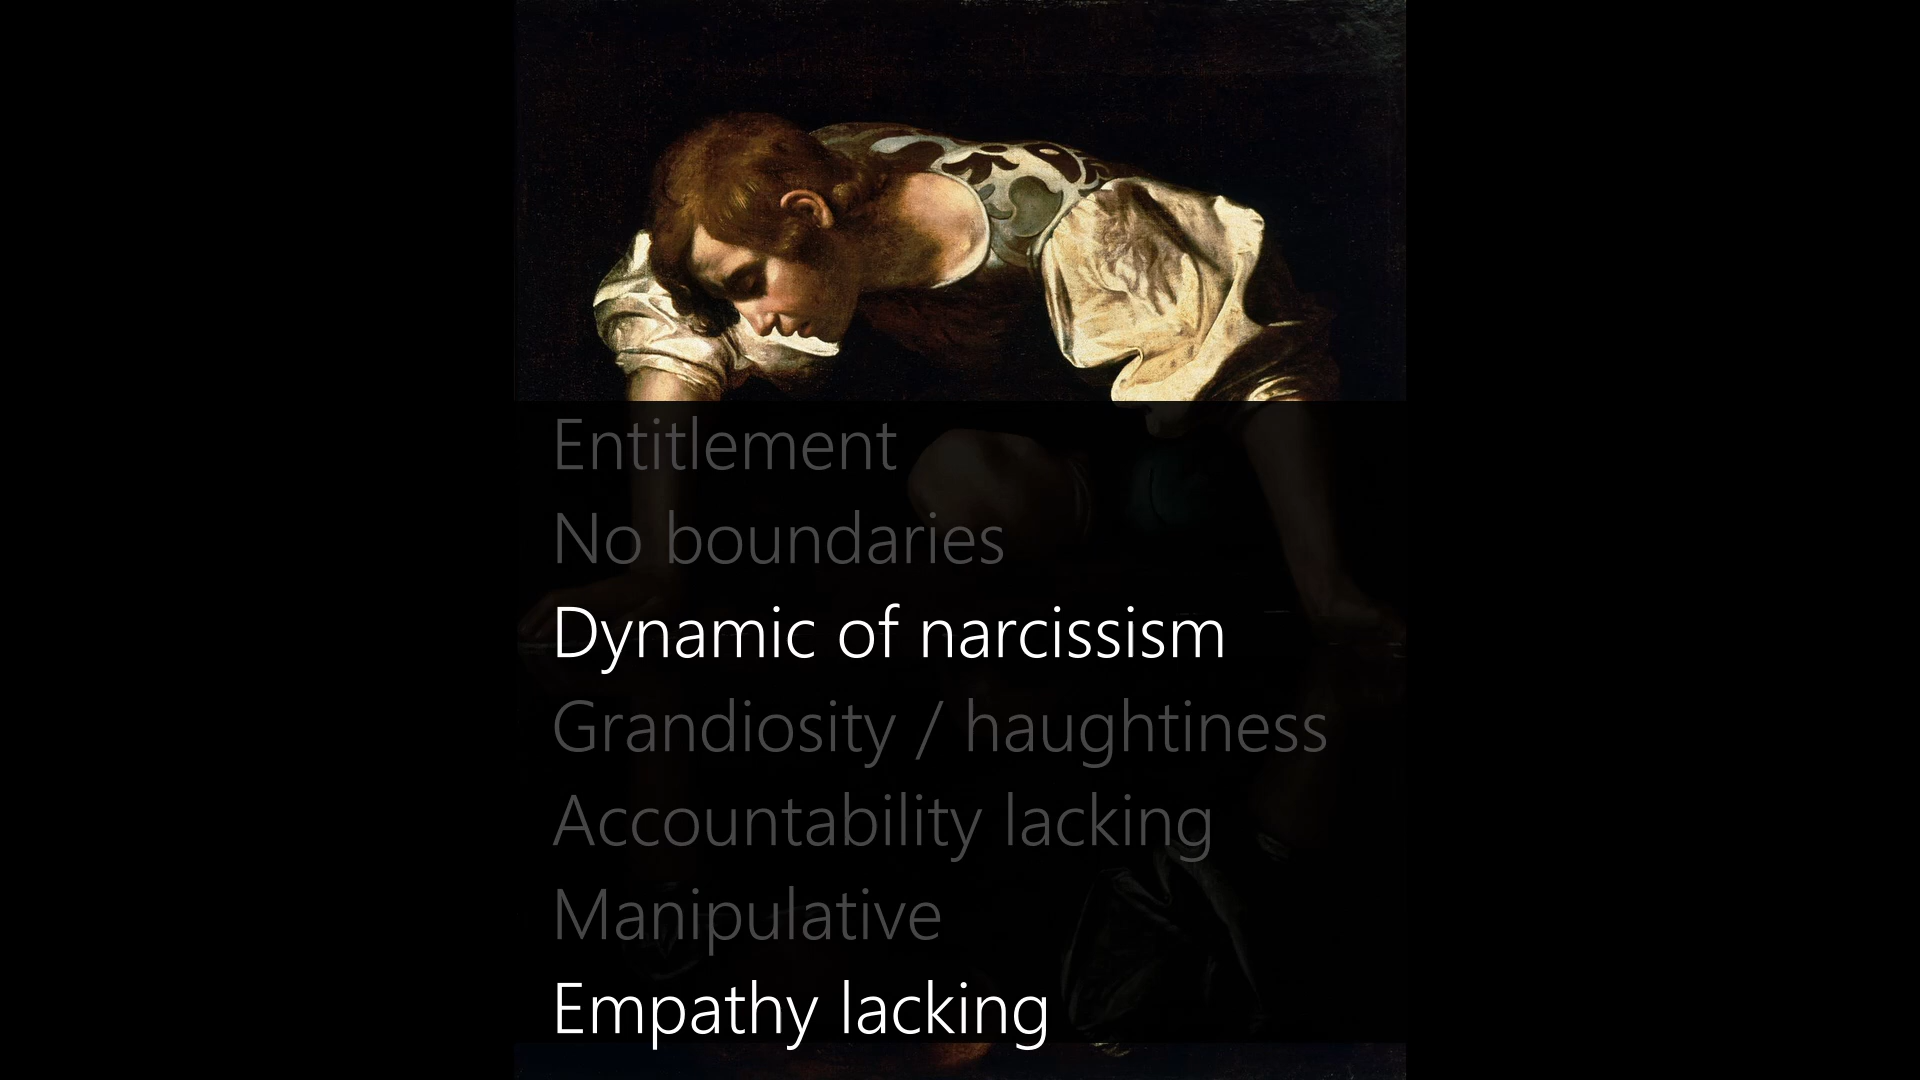 Entitlement
No boundaries
Dynamic of narcissism
Grandiosity / haughtiness
Accountability lacking
Manipulative
Empathy lacking